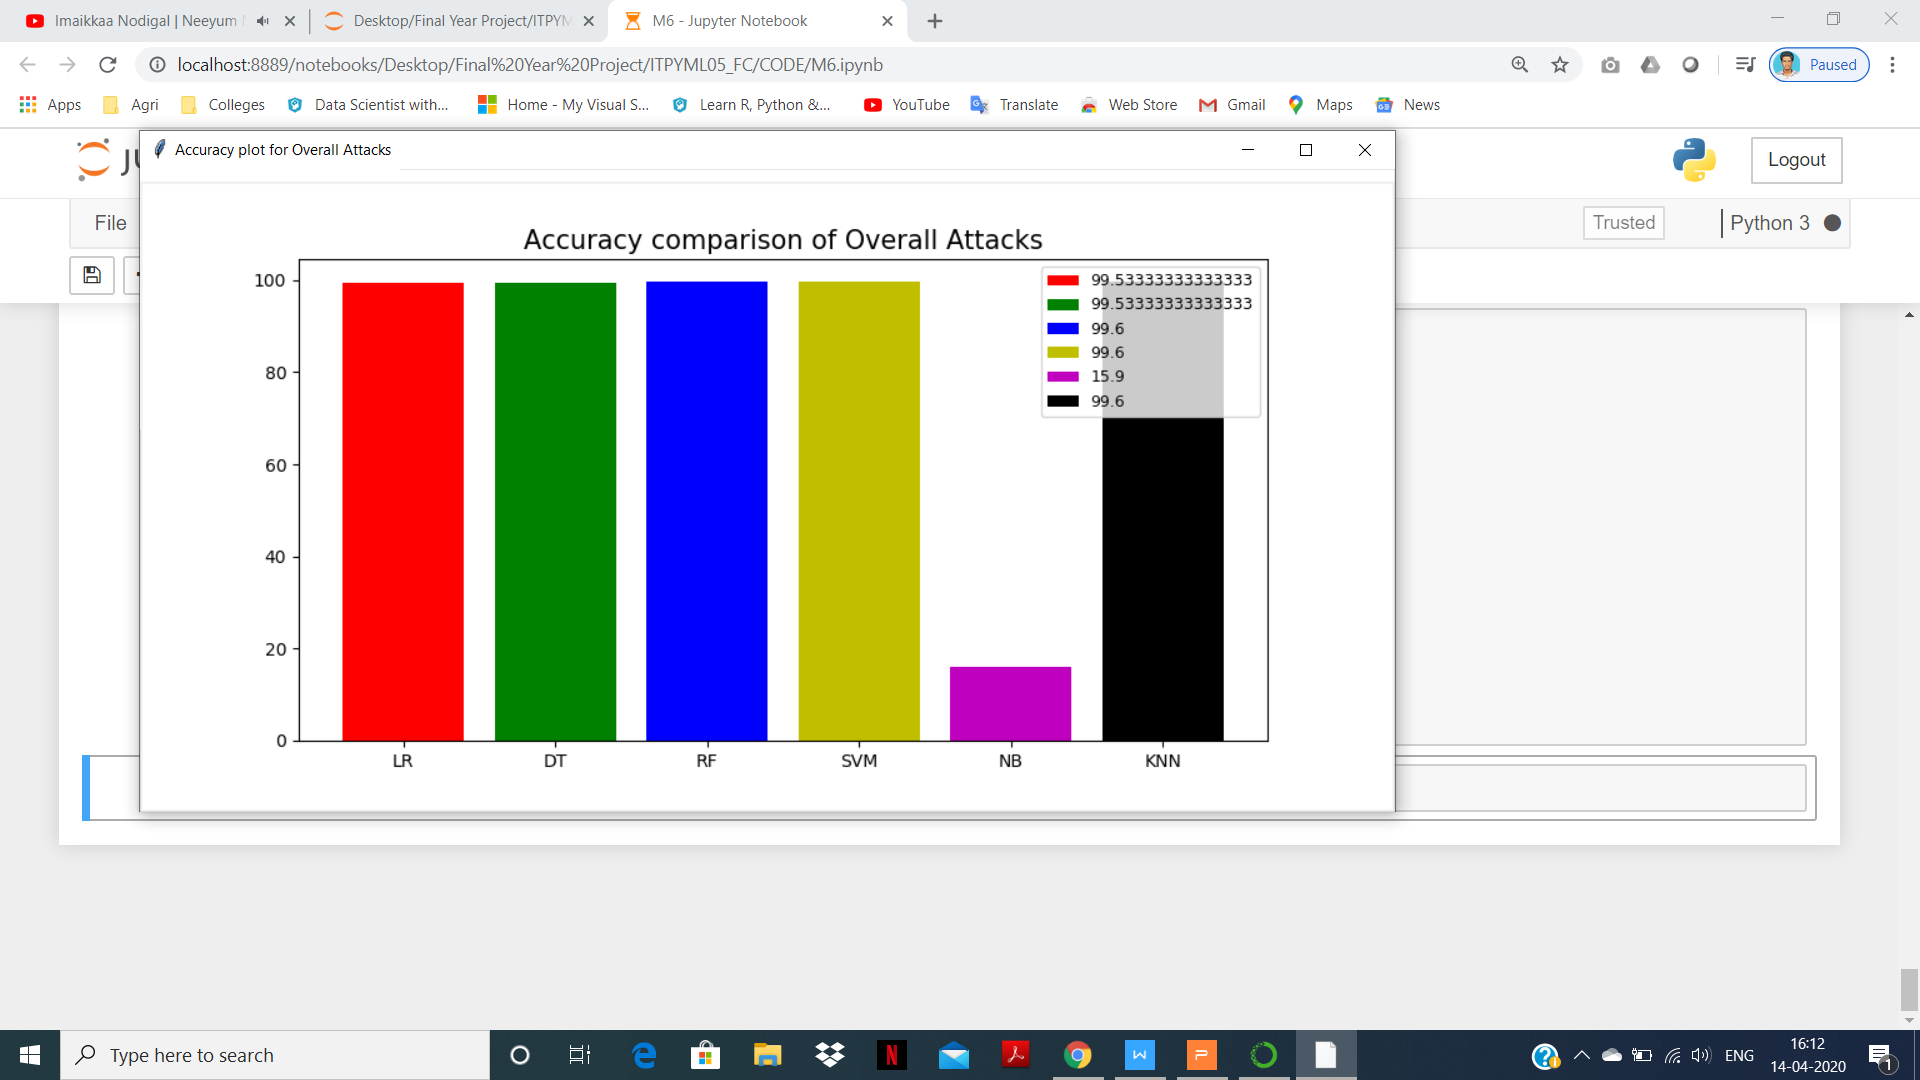 Imaikkaa Nodigal | Neeyum
Desktop/Final Year Project/ITPYM
M6 - Jupyter Notebook
localhost:8889/notebooks/Desktop/Final%20Year%20Project/ITPYML05_FC/CODE/M6.ipynb
Paused
Apps
Agri
Colleges
Data Scientist with...
Home - My Visual S...
Learn R, Python &...
YouTube
Translate
Web Store
Gmail
Maps
News
Accuracy plot for Overall Attacks
Logout
File
Trusted
Python 3
Accuracy comparison of Overall Attacks
100
80
60
40
20
0
99.53333333333333
99.53333333333333
99.6
99.6
15.9
99.6
LR
DT
RF
SVM
NB
KNN
Type here to search
ENG
16:12
14-04-2020
1